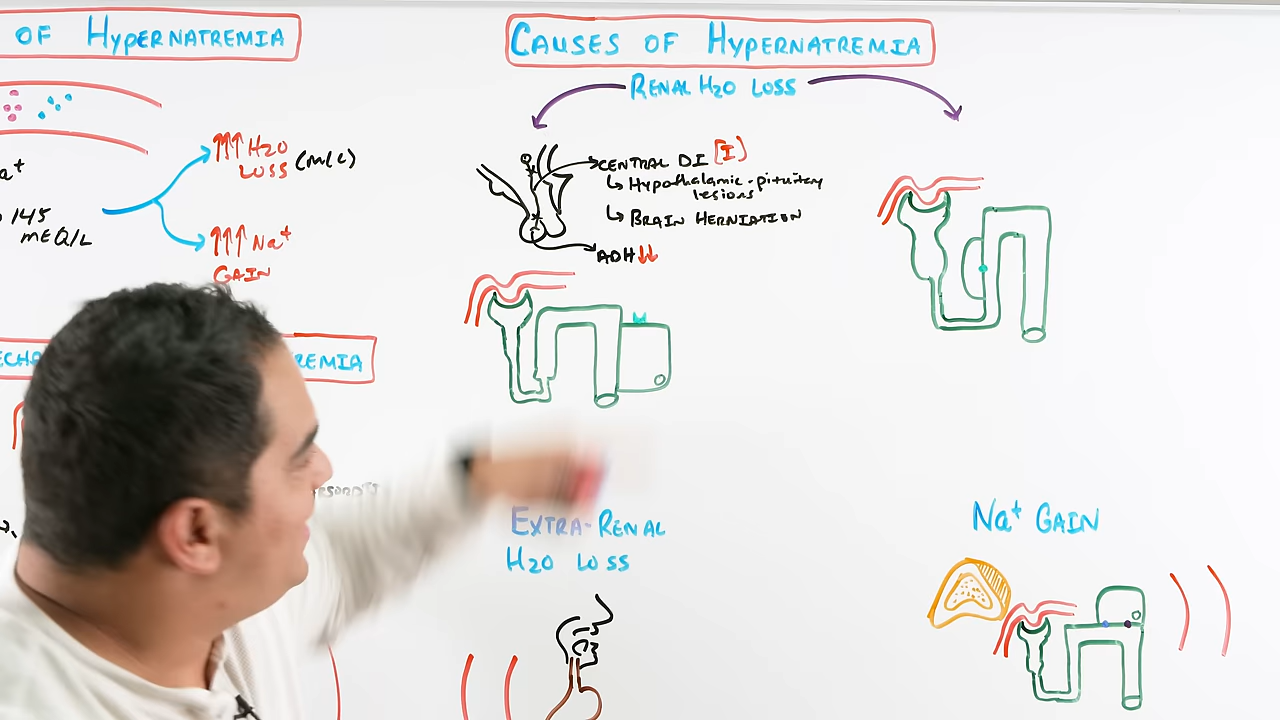 OF HYPERNATREMIA
↑↑↑ H2O
LOSS (M/C)
145
mEQ/L
↑↑↑ Na+
GAIN
CAUSES OF HYPERNATREMIA
RENAL H2O LOSS
CENTRAL DI [I]
↳ Hypothalamic-pituitary
lesions
↳ BRAIN HERNIATION
ADH ↓↓
EXTRA-RENAL
H2O LOSS
Na+ GAIN